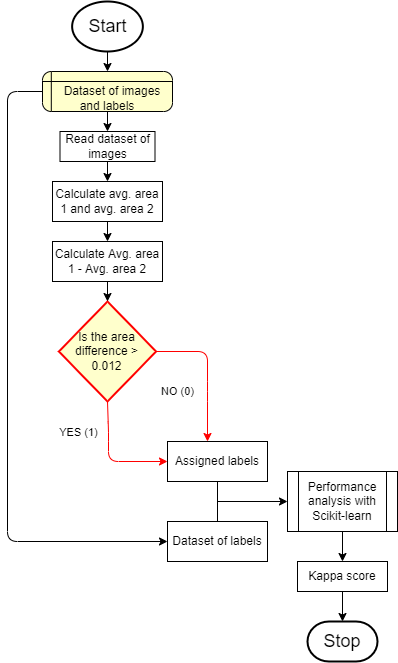 Start
Dataset of images
and labels
Read dataset of
images
Calculate avg. area
1 and avg. area 2
Calculate Avg. area
1 - Avg. area 2
Is the area
difference >
0.012
NO (0)
YES (1)
Assigned labels
Performance
analysis with
Scikit-learn
Dataset of labels
Kappa score
Stop